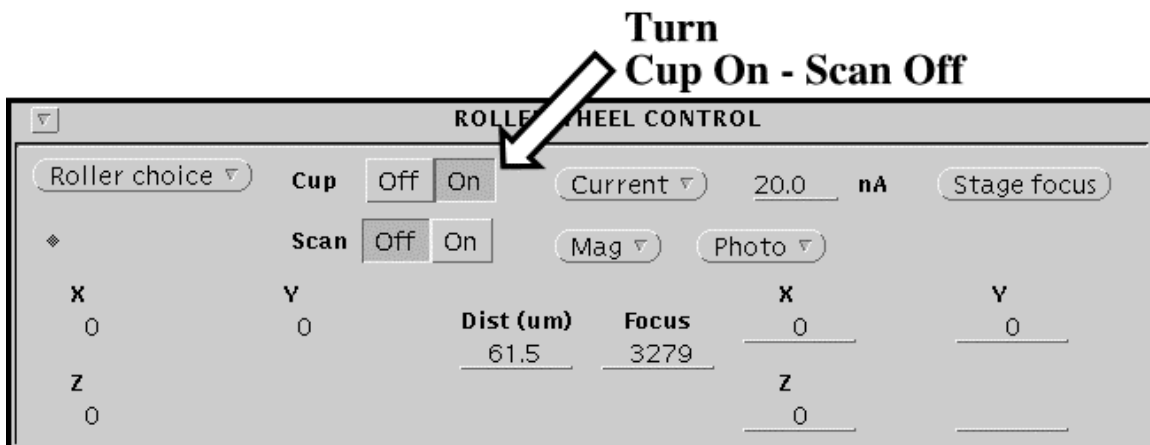 Turn
Cup On - Scan Off
ROLLER WHEEL CONTROL
Roller choice Cup Off On Current 20.0 nA Stage focus
Scan Off On Mag Photo
X Y X Y
0 0 Dist (um) Focus 0 0
61.5 3279
Z Z
0 0